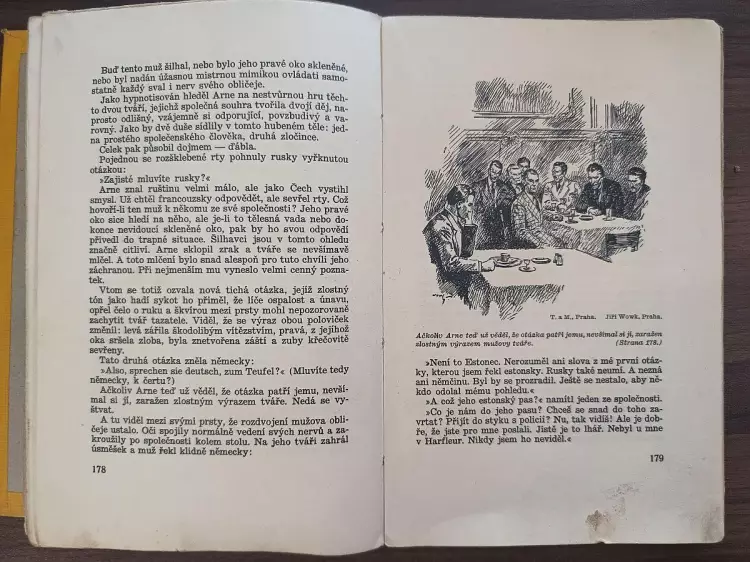 Buď tento muž šilhal, nebo bylo jeho pravé oko skleněné,
nebo byl nadán úžasnou mistrnou mimikou ovládati samo-
statně každý sval i nerv svého obličeje.
Jako hypnotisován hleděl Arne na nestvůrnou hru těch-
to dvou tváří, jejichž společná souhra tvořila dvojí děj, na-
prosto odlišný, vzájemně si odporující, povzbudivý a va-
rovný. Jako by dvě duše sídlily v tomto hubeném těle: jed-
na prostého společenského člověka, druhá zločince.
Celek pak působil dojmem — ďábla.
Pojednou se rozšklebené rty pohnuly rusky vyřknutou
otázkou:
»Zajisté mluvíte rusky?«
Arne znal ruštinu velmi málo, ale jako Čech vystihl
smysl. Už chtěl francouzsky odpovědět, ale sevřel rty. Což
hovoří-li ten muž k někomu ze své společnosti? Jeho pravé
oko sice hledí na něho, ale je-li to tělesná vada nebo do-
konce nevidoucí skleněné oko, pak by ho svou odpovědí
přivedl do trapné situace. Šilhavci jsou v tomto ohledu
značně citliví. Arne sklopil zrak a tváře se nevšímavě
mlčel. A toto mlčení bylo snad alespoň pro tuto chvíli jeho
záchranou. Při nejmenším mu vyneslo velmi cenný pozna-
tek.
Vtom se totiž ozvala nová tichá otázka, jejíž zlostný
tón jako hadí sykot ho přiměl, že líče ospalost a únavu,
opřel čelo o ruku a škvírou mezi prsty mohl nepozorovaně
zachytit tvář tazatele. Viděl, že se výraz obou poloviček
změnil: levá zářila škodolibým vítězstvím, pravá, z jejíhož
oka sršela zloba, byla znetvořena záští a zuby křečovitě
sevřeny.
Tato druhá otázka zněla německy:
»Also, sprechen sie deutsch, zum Teufel?« (Mluvíte tedy
německy, k čertu?)
Ačkoliv Arne teď už věděl, že otázka patří jemu, nevší-
mal si jí, zaražen zlostným výrazem tváře. Nedá se vy-
štvat.
A tu viděl mezi svými prsty, že rozdvojení mužova obli-
čeje ustalo. Oči spojily normálně vedení svých nervů a za-
kroužily po společnosti kolem stolu. Na jeho tváři zahrál
úsměšek a muž řekl klidně německy:
178
T. a M., Praha. Jiří Wowk, Praha.
Ačkoliv Arne teď už věděl, že otázka patří jemu, nevšímal si jí, zaražen
zlostným výrazem mužovy tváře. (Strana 178.)
»Není to Estonec. Nerozuměl ani slova z mé první otáz-
ky, kterou jsem řekl estonsky. Rusky také neumí. A nezná
ani němčinu. Byl by se prozradil. Ještě se nestalo, aby ně-
kdo odolal mému pohledu.«
»A což jeho estonský pas?« namítl jeden ze společnosti.
»Co je nám do jeho pasu? Chceš se snad do toho za-
vrtat? Přijít do styku s policií? Nu, tak vidíš! Ale je dob-
ře, že jste pro mne poslali. Jistě je to lhář. Nebyl u mne
v Harfleur. Nikdy jsem ho neviděl.«
179